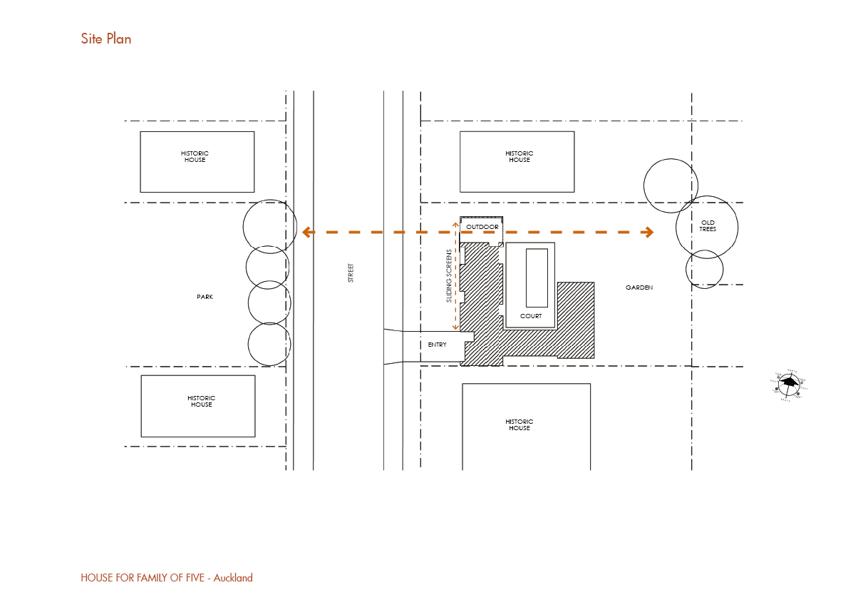 Site Plan
HISTORIC
HOUSE
HISTORIC
HOUSE
OUTDOOR
OLD
TREES
STREET
SLIDING SCREENS
PARK
GARDEN
COURT
ENTRY
HISTORIC
HOUSE
HISTORIC
HOUSE
HOUSE FOR FAMILY OF FIVE - Auckland